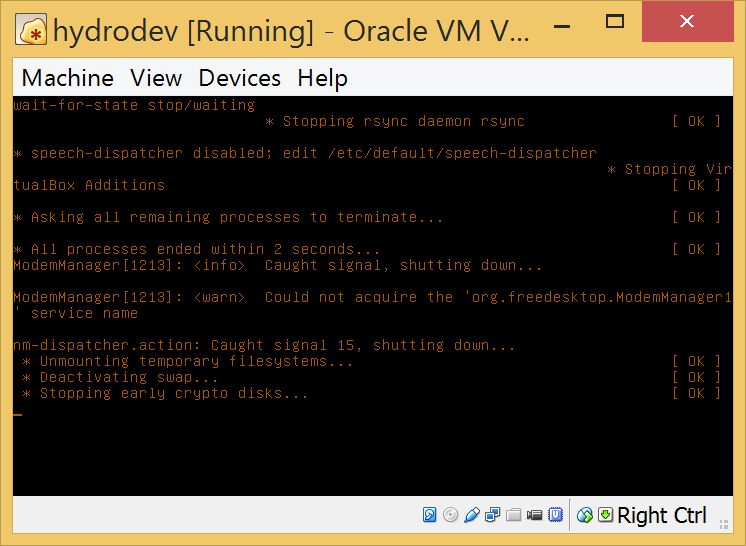 hydrodev [Running] - Oracle VM V...
Machine View Devices Help
wait-for-state stop/waiting
* Stopping rsync daemon rsync [ OK ]
* speech-dispatcher disabled; edit /etc/default/speech-dispatcher
* Stopping Vir
tualBox Additions [ OK ]
* Asking all remaining processes to terminate... [ OK ]
* All processes ended within 2 seconds... [ OK ]
ModemManager[1213]: <info>  Caught signal, shutting down...
ModemManager[1213]: <warn>  Could not acquire the 'org.freedesktop.ModemManager1
' service name
nm-dispatcher.action: Caught signal 15, shutting down...
* Unmounting temporary filesystems... [ OK ]
* Deactivating swap... [ OK ]
* Stopping early crypto disks... [ OK ]
Right Ctrl